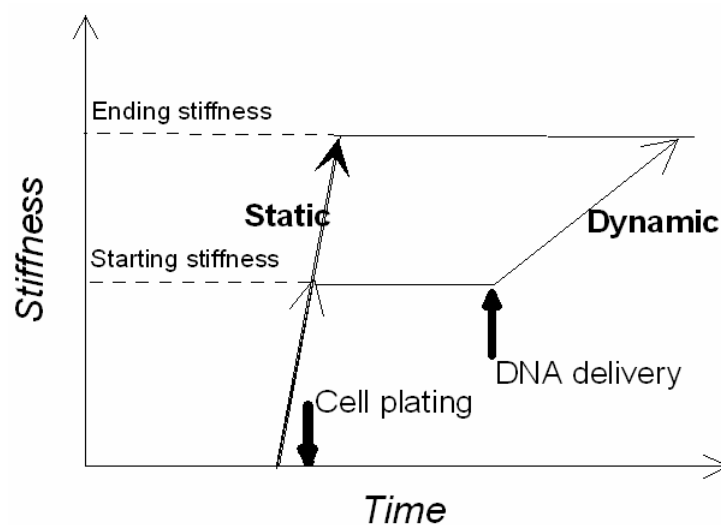 Ending stiffness
Static
Dynamic
Starting stiffness
Stiffness
DNA delivery
Cell plating
Time